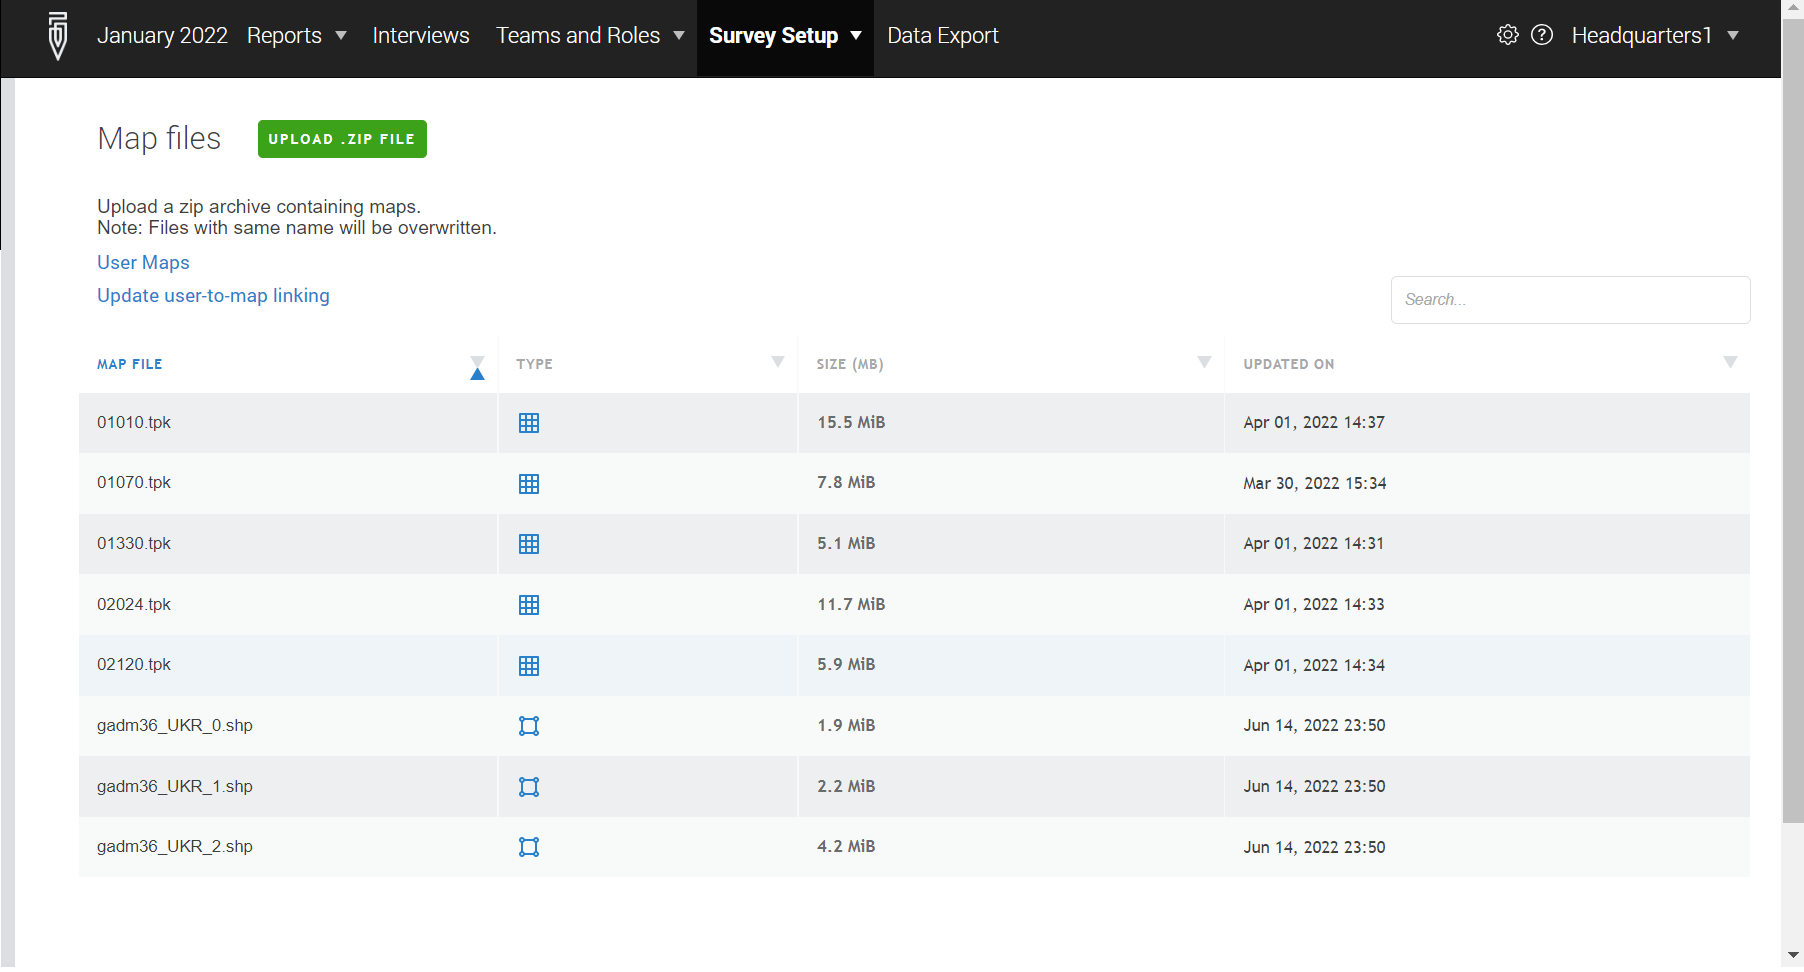 January 2022 Reports Interviews Teams and Roles Survey Setup Data Export Headquarters1
Map files UPLOAD .ZIP FILE
Upload a zip archive containing maps.
Note: Files with same name will be overwritten.
User Maps
Update user-to-map linking
Search...
MAP FILE TYPE SIZE (MB) UPDATED ON
01010.tpk 15.5 MiB Apr 01, 2022 14:37
01070.tpk 7.8 MiB Mar 30, 2022 15:34
01330.tpk 5.1 MiB Apr 01, 2022 14:31
02024.tpk 11.7 MiB Apr 01, 2022 14:33
02120.tpk 5.9 MiB Apr 01, 2022 14:34
gadm36_UKR_0.shp 1.9 MiB Jun 14, 2022 23:50
gadm36_UKR_1.shp 2.2 MiB Jun 14, 2022 23:50
gadm36_UKR_2.shp 4.2 MiB Jun 14, 2022 23:50